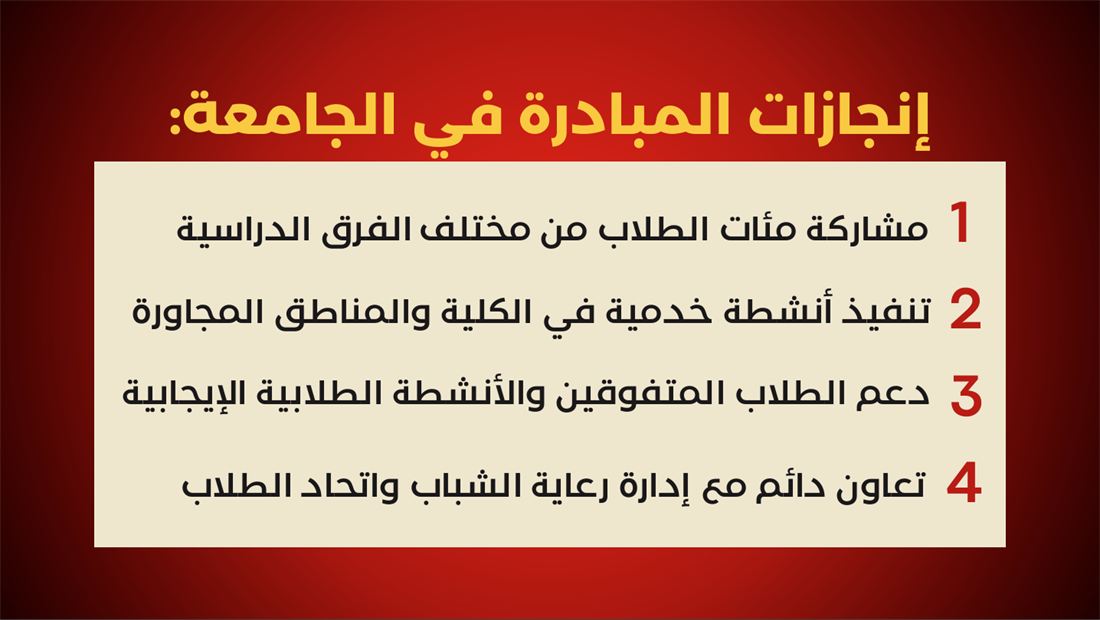 إنجازات المبادرة في الجامعة:
1 مشاركة مئات الطلاب من مختلف الفرق الدراسية
2 تنفيذ أنشطة خدمية في الكلية والمناطق المجاورة
3 دعم الطلاب المتفوقين والأنشطة الطلابية الإيجابية
4 تعاون دائم مع إدارة رعاية الشباب واتحاد الطلاب